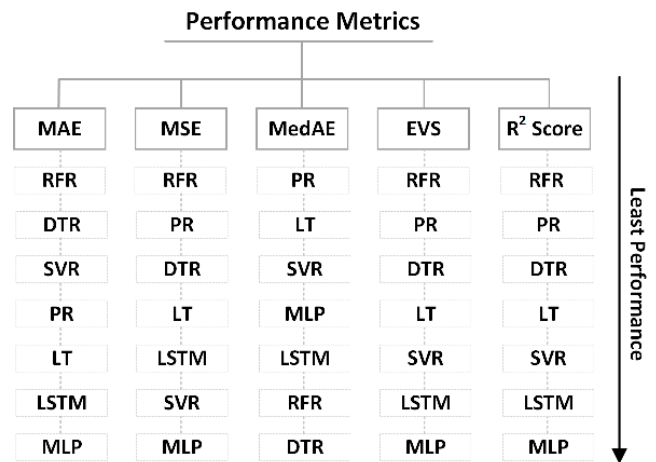 Performance Metrics
MAE MSE MedAE EVS R² Score
RFR RFR PR RFR RFR
DTR PR LT PR PR
SVR DTR SVR DTR DTR
PR LT MLP LT LT
LT LSTM LSTM SVR SVR
LSTM SVR RFR LSTM LSTM
MLP MLP DTR MLP MLP
Least Performance